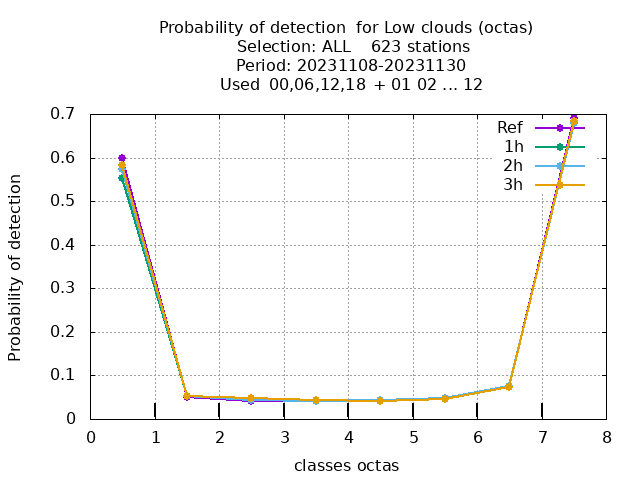 Probability of detection  for Low clouds (octas)
Selection: ALL    623 stations
Period: 20231108-20231130
Used  00,06,12,18  + 01 02 ... 12
Probability of detection
0.7
0.6
0.5
0.4
0.3
0.2
0.1
0
Ref
1h
2h
3h
0 1 2 3 4 5 6 7 8
classes octas